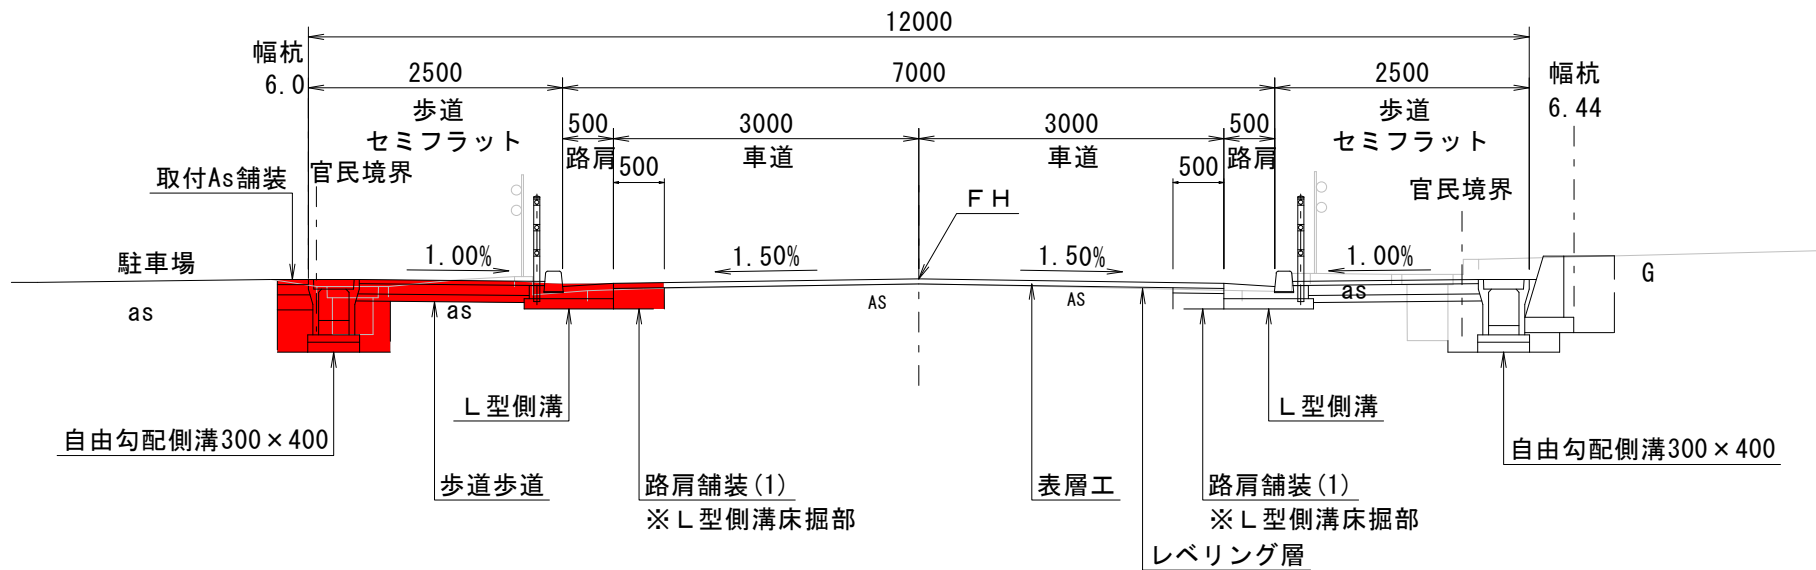 12000
幅杭
6.0
2500
7000
2500
幅杭
6.44
歩道
セミフラット
500
3000
3000
500
歩道
セミフラット
路肩
車道
車道
路肩
500
500
取付As舗装
官民境界
官民境界
ＦＨ
駐車場
1.00%
1.50%
1.50%
1.00%
G
as
as
AS
AS
as
Ｌ型側溝
Ｌ型側溝
自由勾配側溝300×400
自由勾配側溝300×400
歩道歩道
路肩舗装(1)
※Ｌ型側溝床掘部
表層工
路肩舗装(1)
※Ｌ型側溝床掘部
レベリング層